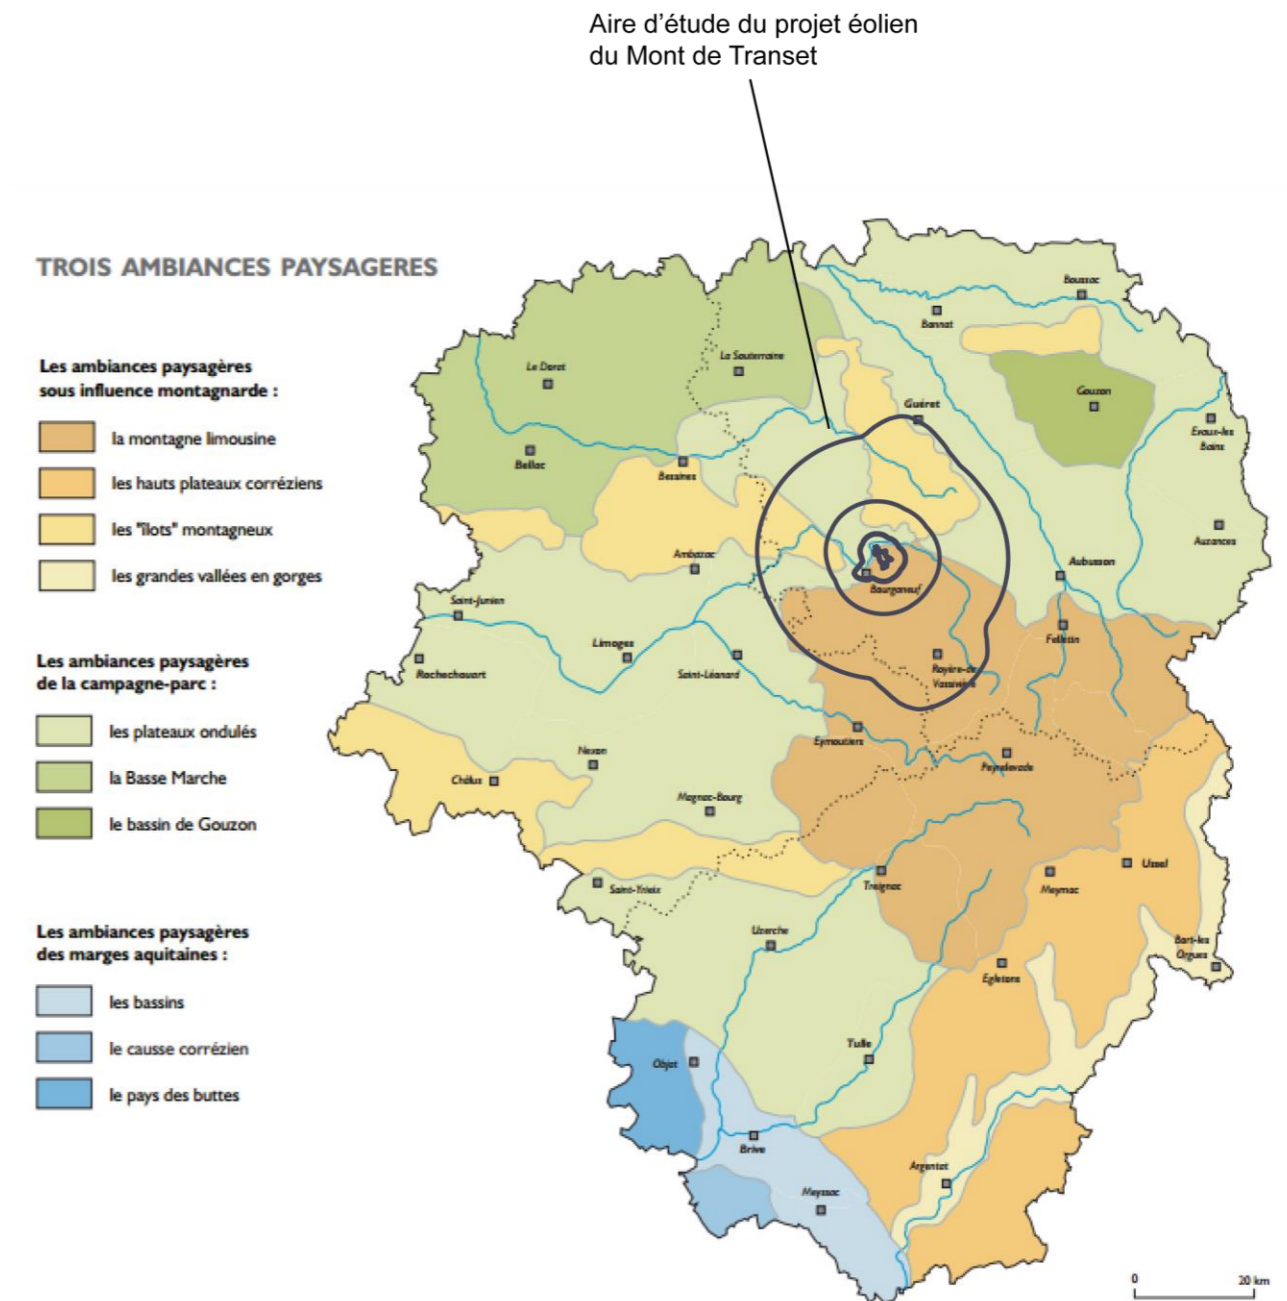 Aire d'étude du projet éolien
du Mont de Transet
TROIS AMBIANCES PAYSAGERES
Les ambiances paysagères
sous influence montagnarde :
la montagne limousine
les hauts plateaux corréziens
les "îlots" montagneux
les grandes vallées en gorges
Les ambiances paysagères
de la campagne-parc :
les plateaux ondulés
la Basse Marche
le bassin de Gouzon
Les ambiances paysagères
des marges aquitaines :
les bassins
le causse corrézien
le pays des buttes
Boussac
Bonnat
La Souterraine
Le Dorat
Gouzon
Guéret
Evaux-les
Bains
Bellac
Bessines
Auzances
Ambazac
Aubusson
Bourganeuf
Saint-Junien
Felletin
Limoges
Rochechouart
Saint-Léonard
Royère-de
Vassivière
Eymoutiers
Nexon
Peyrelevade
Châlus
Magnac-Bourg
Ussel
Treignac
Meymac
Saint-Yrieix
Uzerche
Bort-les
Orgues
Egletons
Tulle
Objat
Brive
Argentat
Meyssac
0 20 km